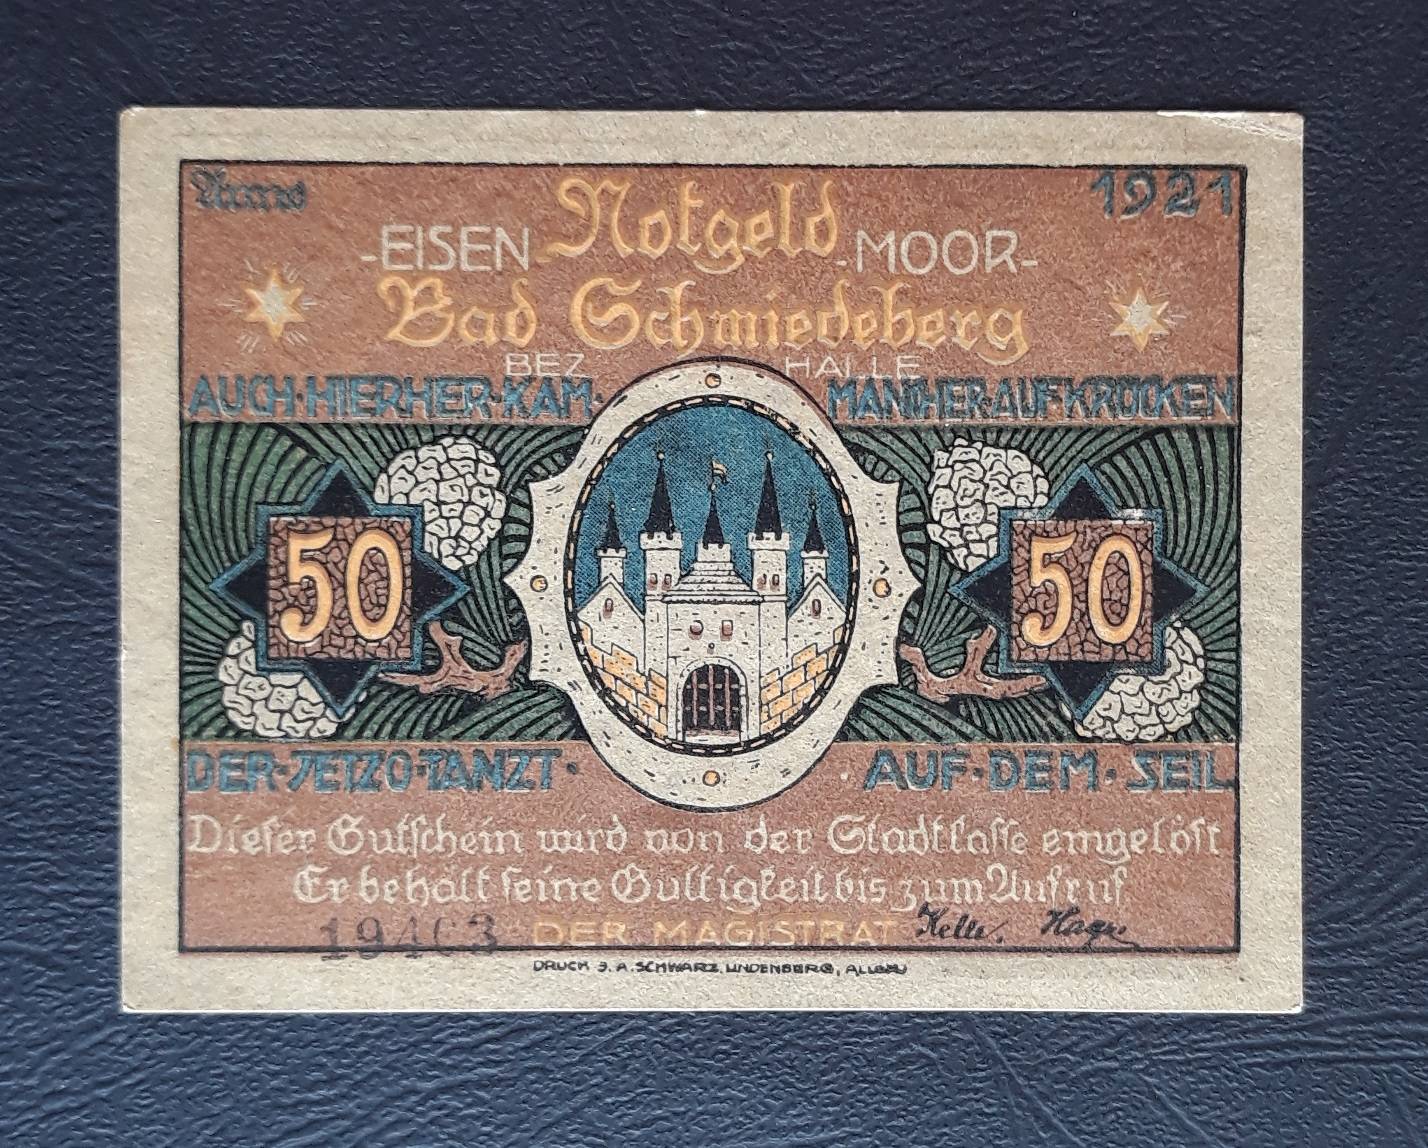 Anno 1921
Notgeld
-EISEN- -MOOR-
Bad Schmiedeberg
BEZ HALLE
AUCH·HIERHER·KAM· MANCHER·AUF·KRÜCKEN
50 50
DER·JETZO·TANZT· ·AUF·DEM·SEIL.
Dieser Gutschein wird von der Stadtkasse eingelöst
Er behält seine Gültigkeit bis zum Aufruf
DER MAGISTRAT
DRUCK J. A. SCHWARZ, LINDENBERG, ALLGÄU